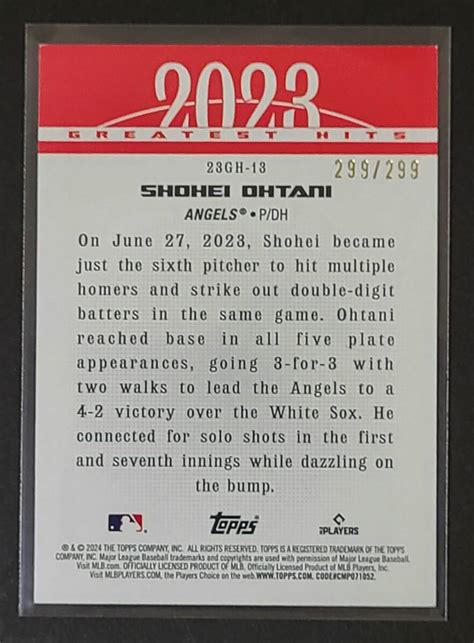 2023
GREATEST HITS
23GH-13
299/299
SHOHEI OHTANI
ANGELS® • P/DH
On June 27, 2023, Shohei became
just the sixth pitcher to hit multiple
homers and strike out double-digit
batters in the same game. Ohtani
reached base in all five plate
appearances, going 3-for-3 with
two walks to lead the Angels to a
4-2 victory over the White Sox. He
connected for solo shots in the first
and seventh innings while dazzling on
the bump.
Topps
PLAYERS
® & © 2024 THE TOPPS COMPANY, INC. ALL RIGHTS RESERVED. TOPPS IS A REGISTERED TRADEMARK OF THE TOPPS
COMPANY, INC. Major League Baseball trademarks and copyrights are used with permission of Major League Baseball.
Visit MLB.com. OFFICIALLY LICENSED PRODUCT OF MLB. Officially Licensed Product of MLB Players, Inc.
Visit MLBPLAYERS.com, the Players Choice on the web. WWW.TOPPS.COM. CODE#CMP071052.